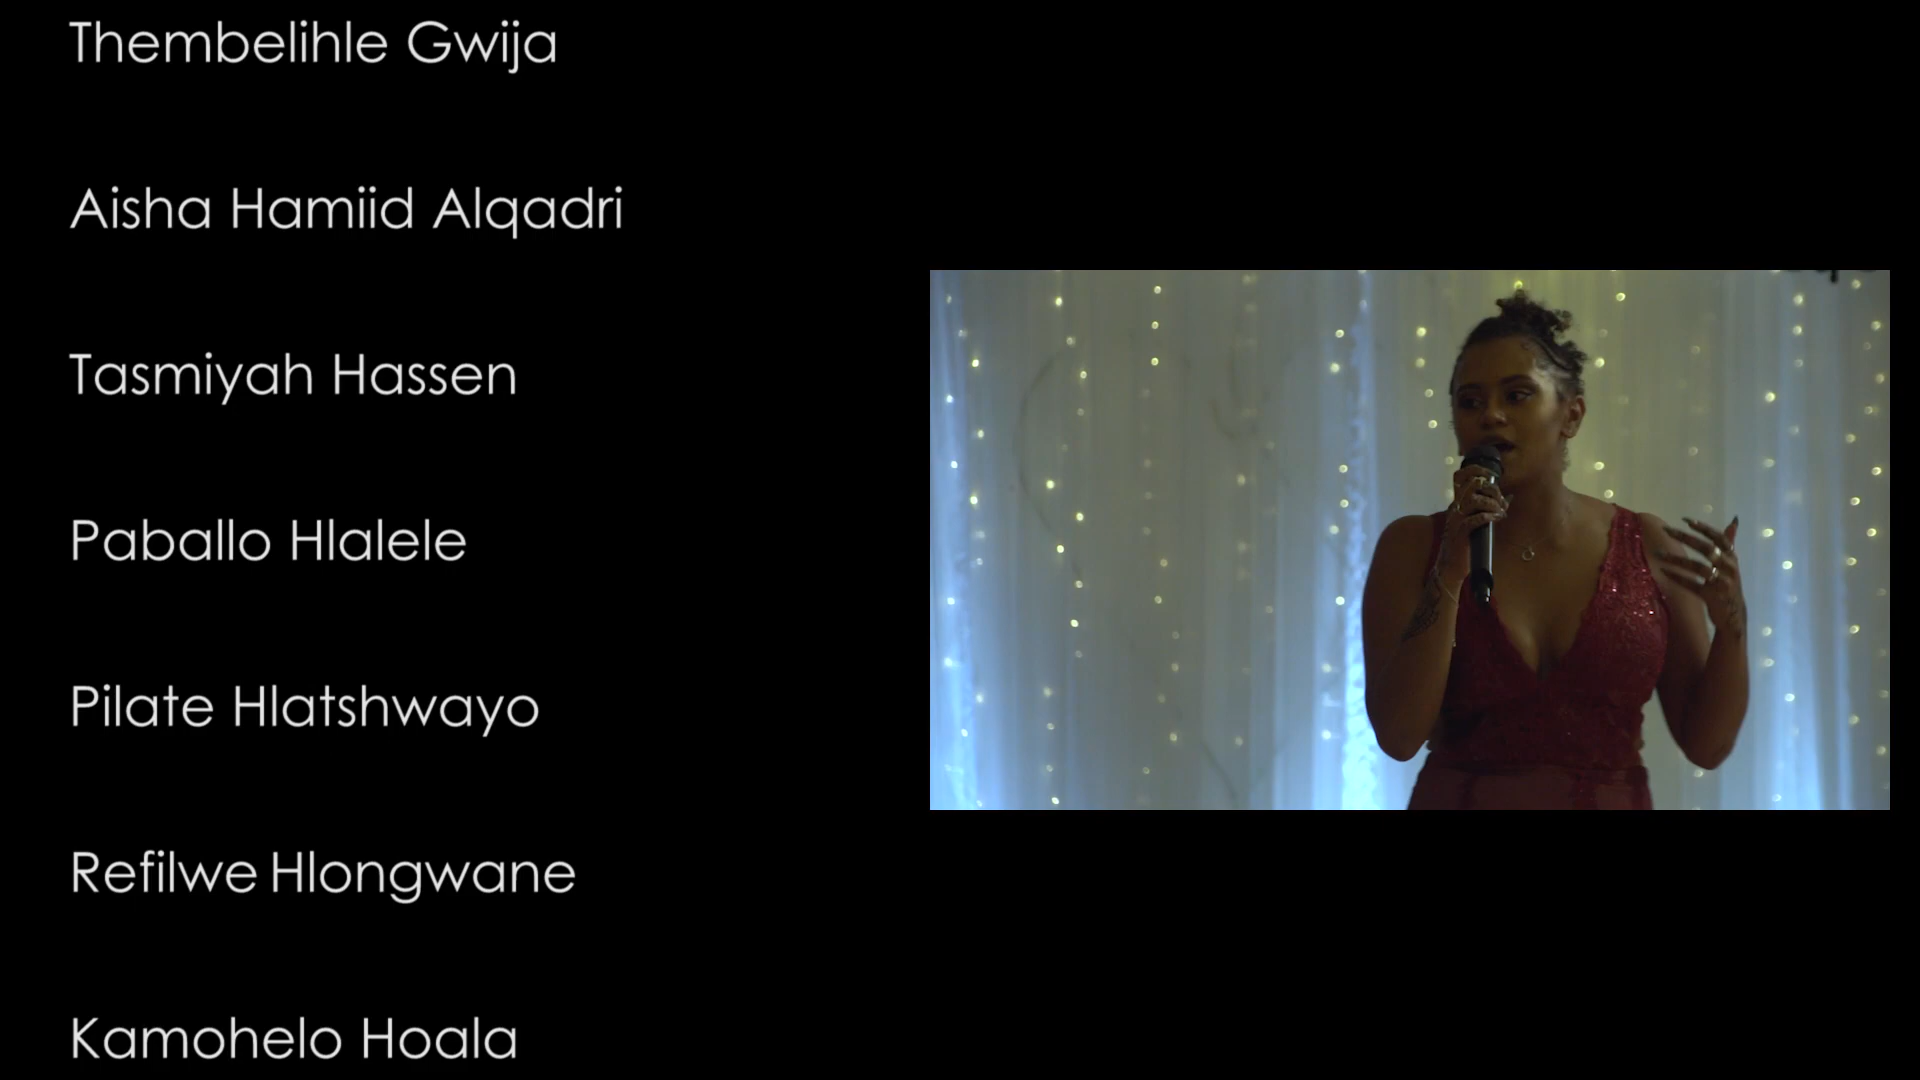 Thembelihle Gwija
Aisha Hamiid Alqadri
Tasmiyah Hassen
Paballo Hlalele
Pilate Hlatshwayo
Refilwe Hlongwane
Kamohelo Hoala